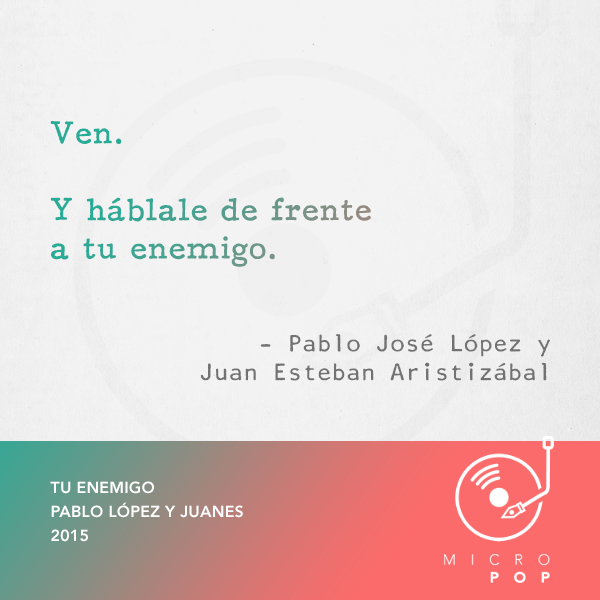 Ven.
Y háblale de frente
a tu enemigo.
– Pablo José López y
Juan Esteban Aristizábal
TU ENEMIGO
PABLO LÓPEZ Y JUANES
2015
MICRO
POP